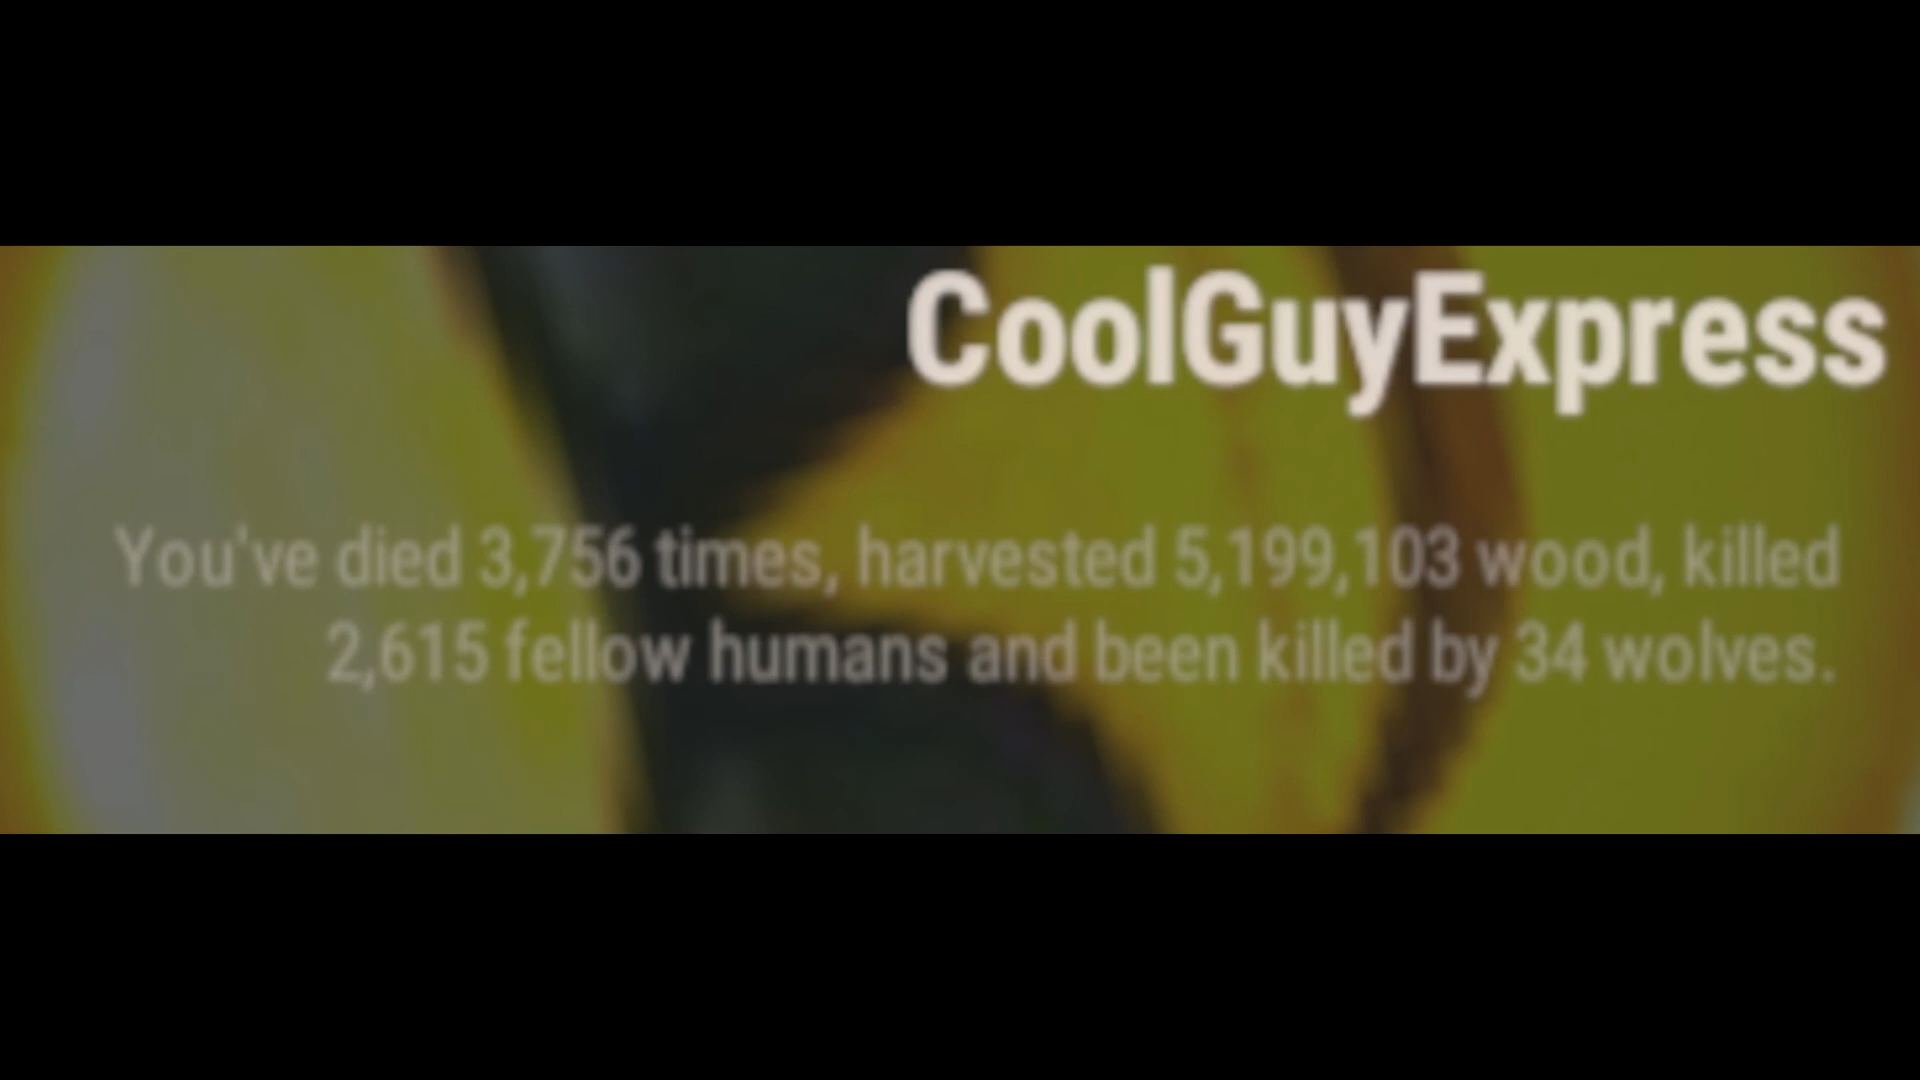 CoolGuyExpress
You've died 3,756 times, harvested 5,199,103 wood, killed
2,615 fellow humans and been killed by 34 wolves.